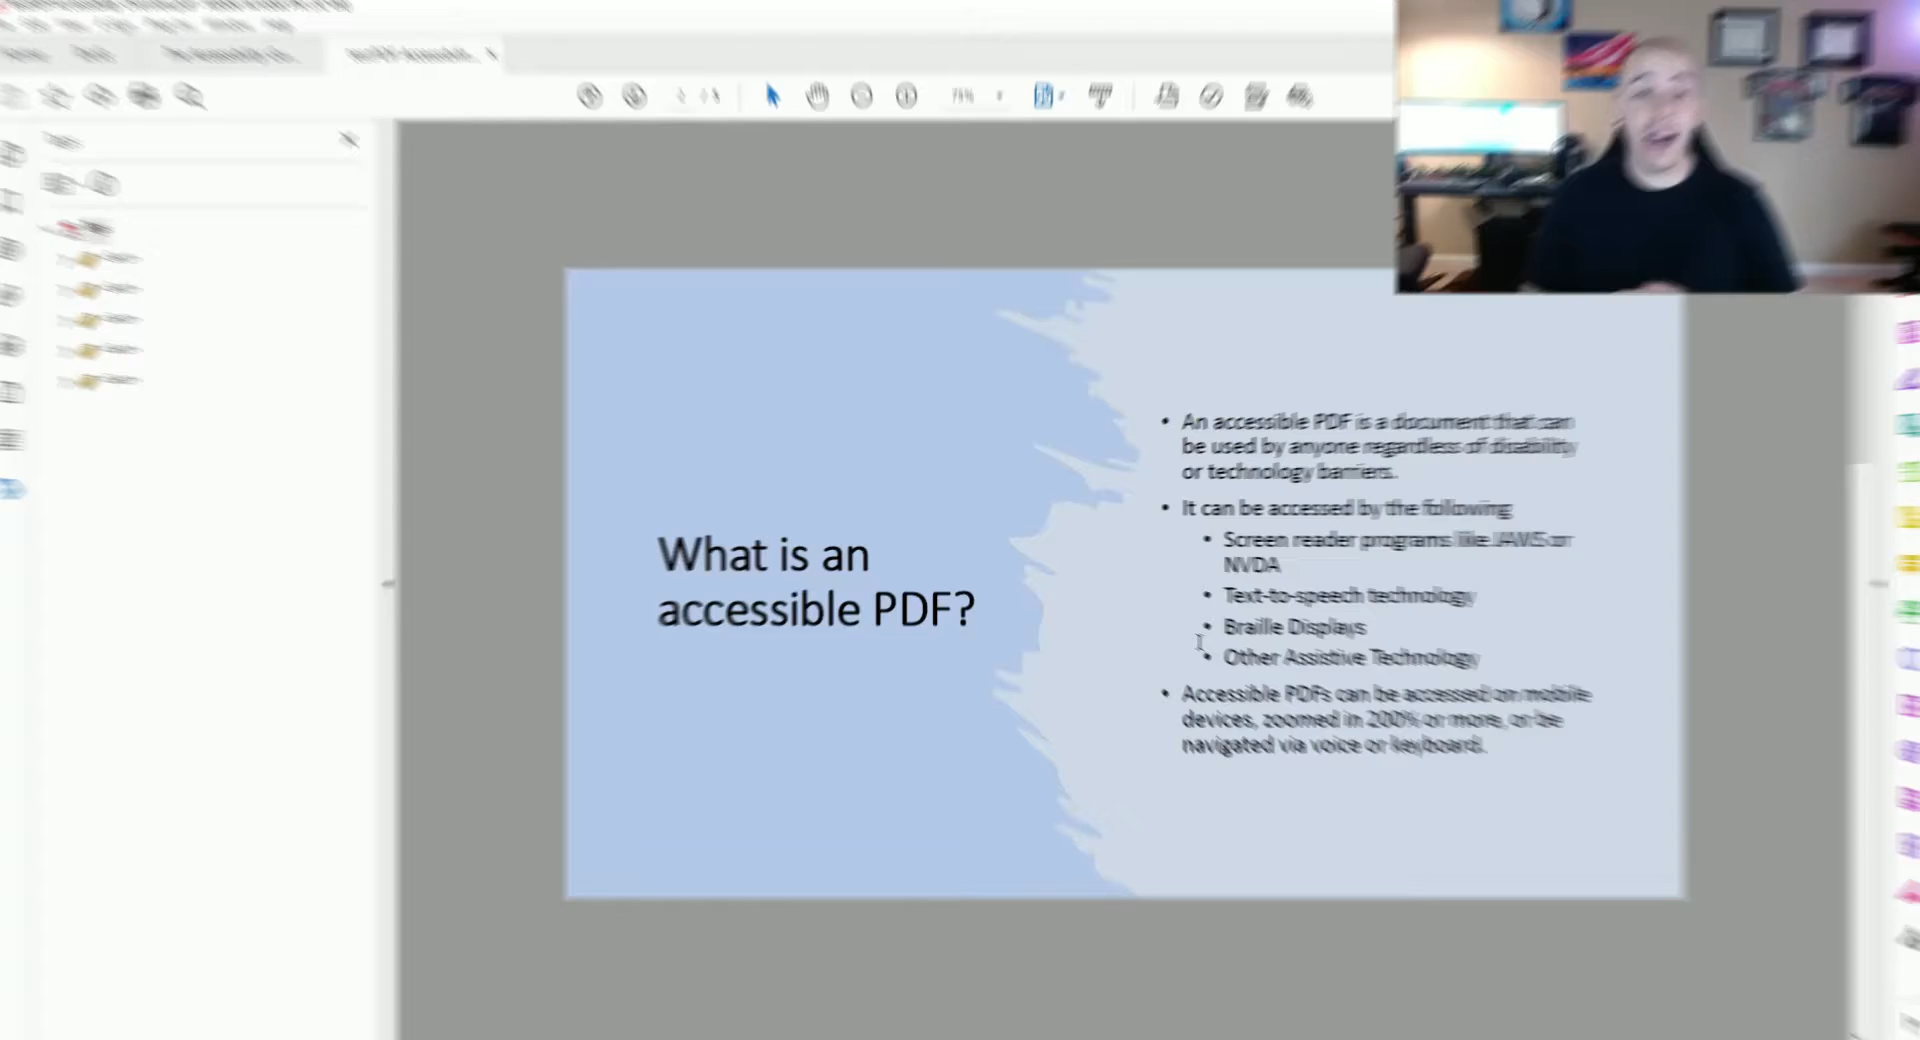 75%
What is an
accessible PDF?
• An accessible PDF is a document that can
be used by anyone regardless of disability
or technology barriers.
• It can be accessed by the following
• Screen reader programs like JAWS or
NVDA
• Text-to-speech technology
• Braille Displays
• Other Assistive Technology
• Accessible PDFs can be accessed on mobile
devices, zoomed in 200% or more, or be
navigated via voice or keyboard.